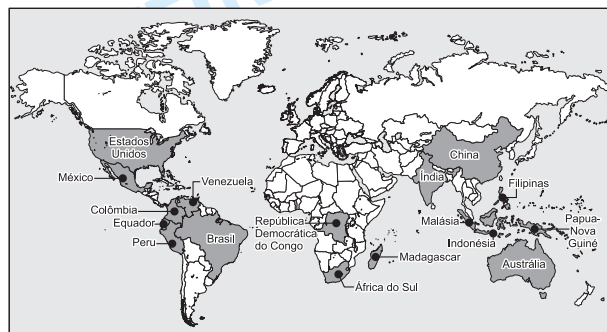 Estados
Unidos
México
Venezuela
Colômbia
Equador
Peru
Brasil
República
Democrática
do Congo
África do Sul
Madagascar
China
Índia
Filipinas
Malásia
Indonésia
Papua-
Nova
Guiné
Austrália